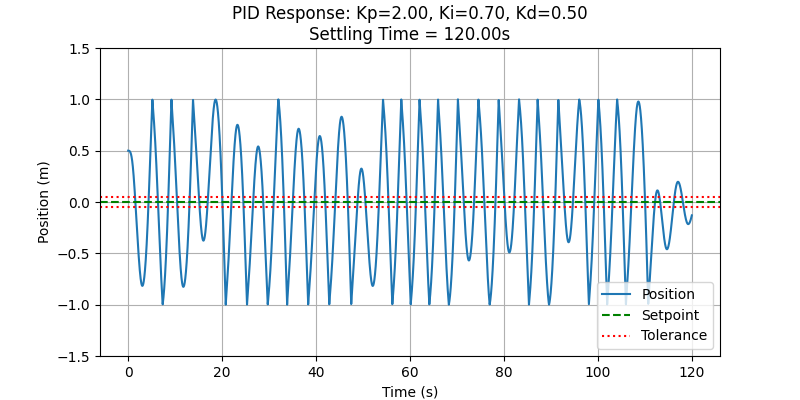 PID Response: Kp=2.00, Ki=0.70, Kd=0.50
Settling Time = 120.00s
1.5
1.0
0.5
0.0
−0.5
−1.0
−1.5
Position (m)
0
20
40
60
80
100
120
Time (s)
Position
Setpoint
Tolerance